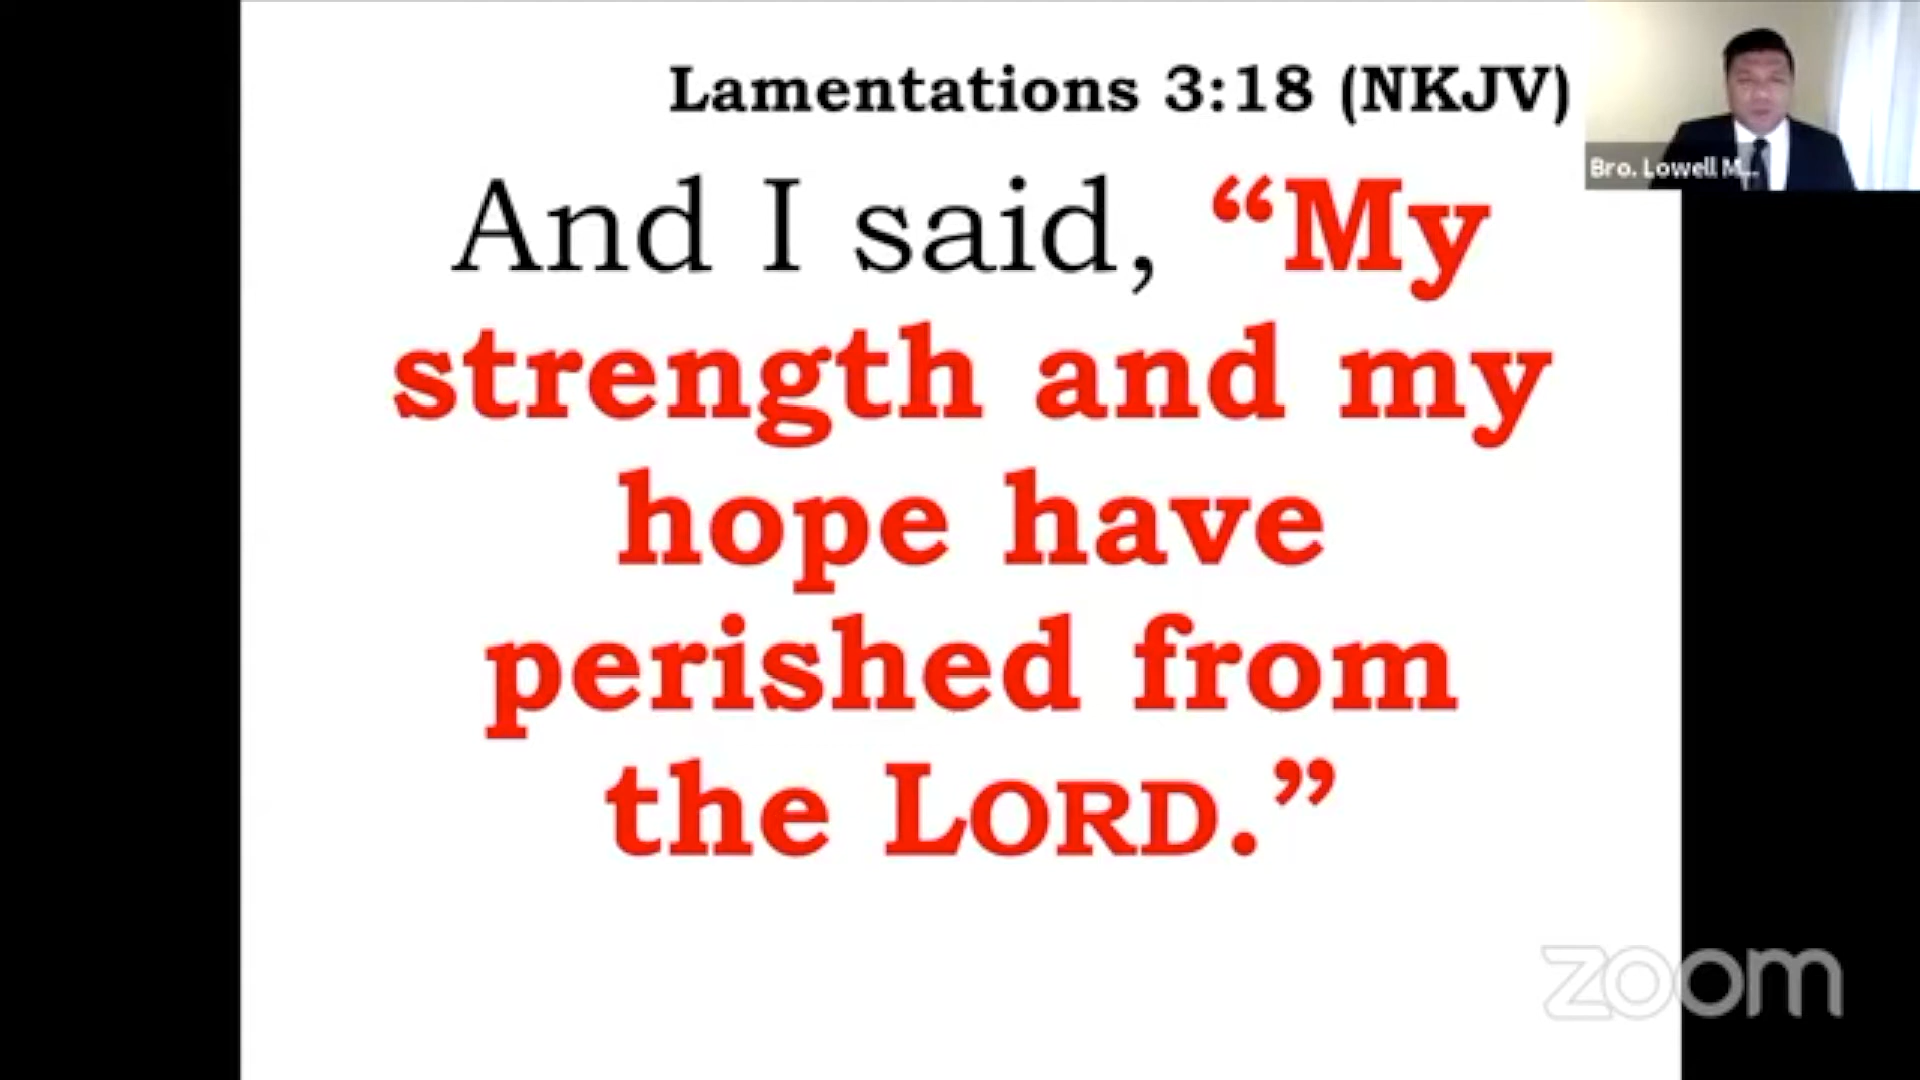 Lamentations 3:18 (NKJV)
Bro. Lowell M...
And I said, “My
strength and my
hope have
perished from
the LORD.”
zoom